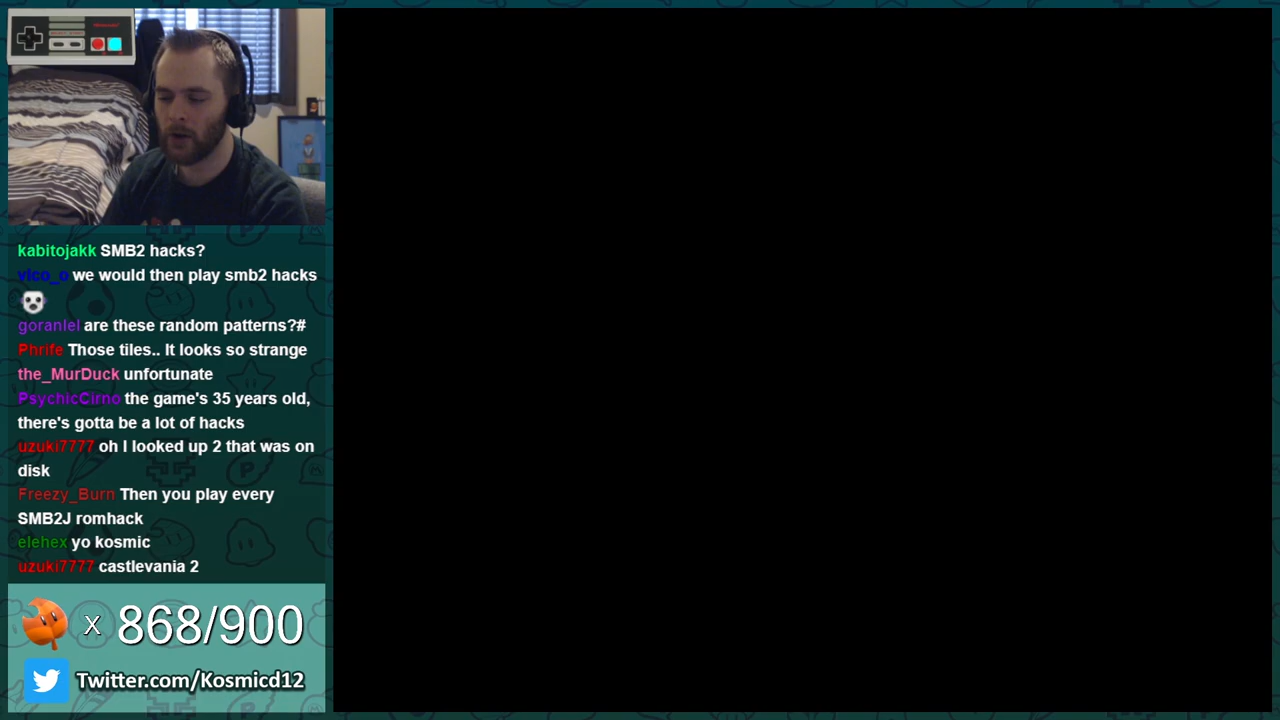 kabitojakk SMB2 hacks?
vico_o we would then play smb2 hacks
goraniel are these random patterns?#
Phrife Those tiles.. It looks so strange
the_MurDuck unfortunate
PsychicCirno the game's 35 years old,
there's gotta be a lot of hacks
uzuki7777 oh I looked up 2 that was on
disk
Freezy_Burn Then you play every
SMB2J romhack
elehex yo kosmic
uzuki7777 castlevania 2
x 868/900
Twitter.com/Kosmicd12